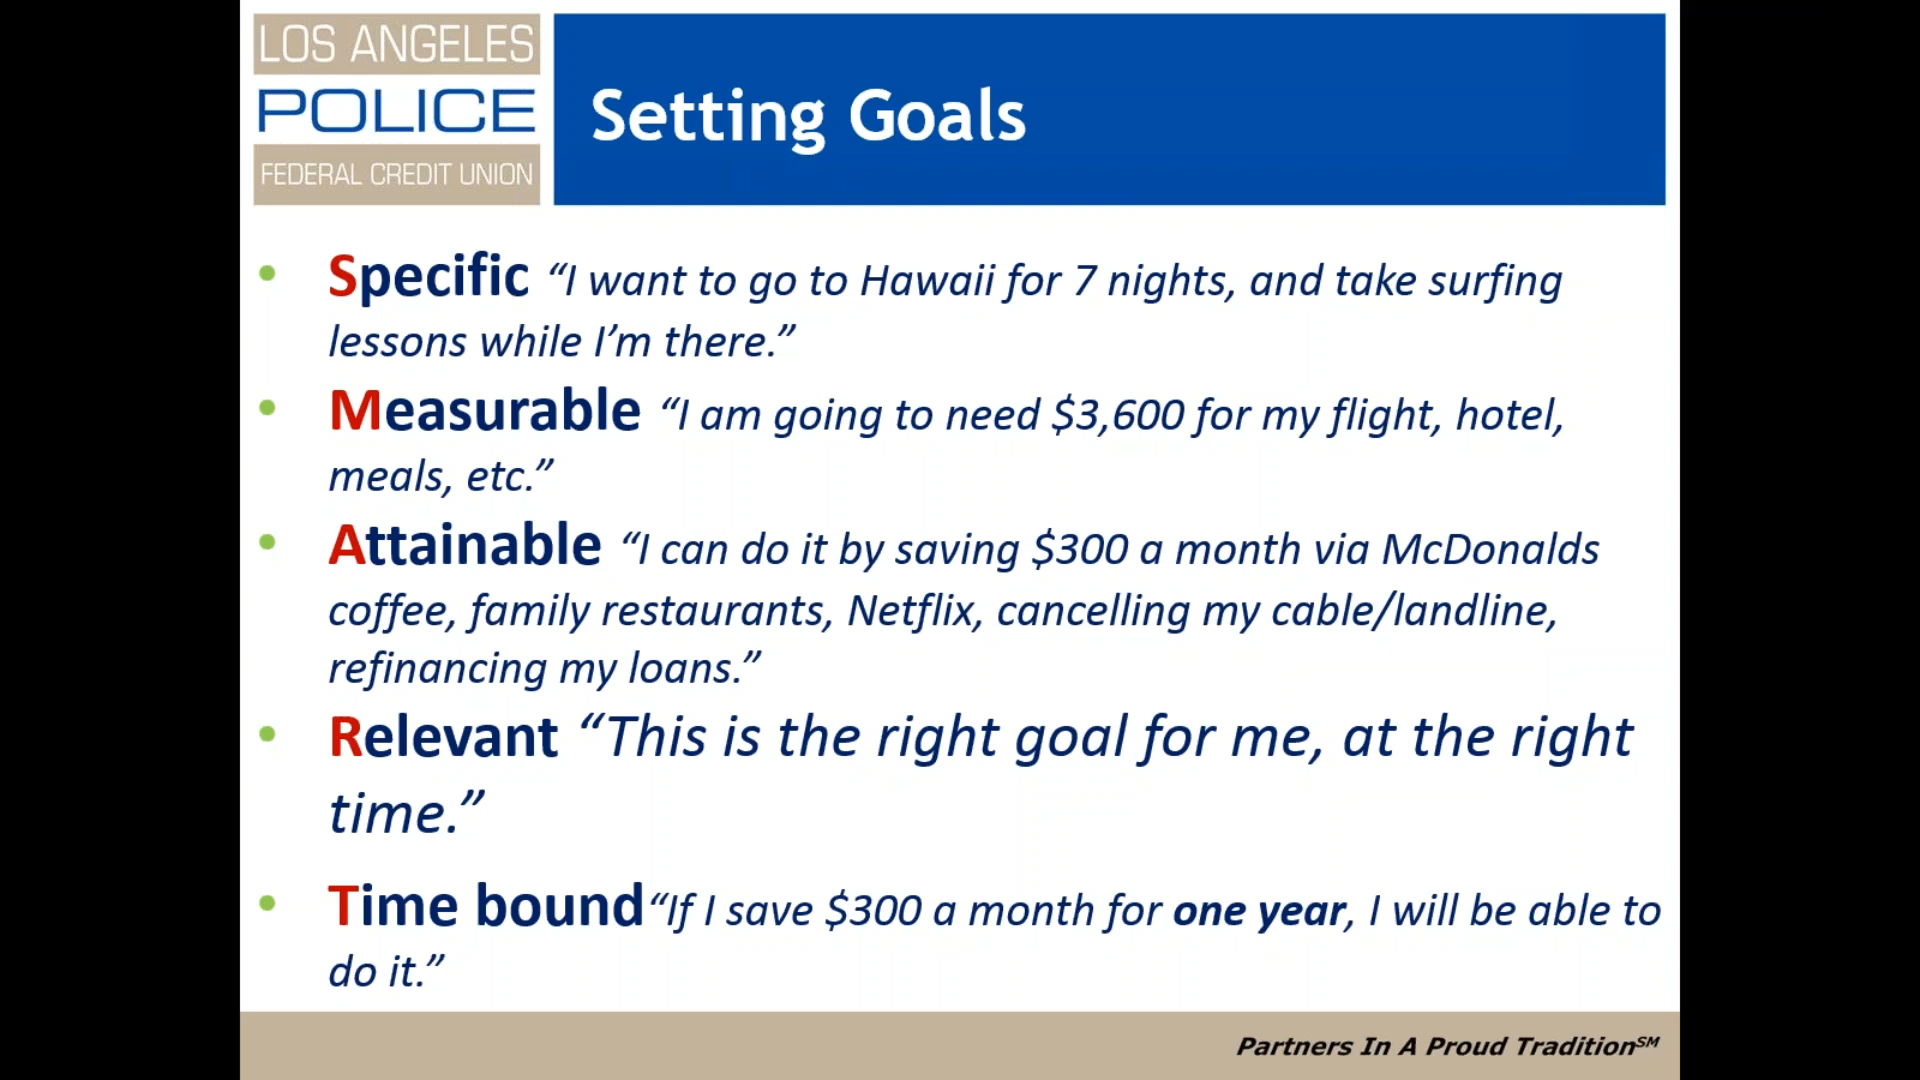 LOS ANGELES
POLICE
FEDERAL CREDIT UNION
Setting Goals
• Specific “I want to go to Hawaii for 7 nights, and take surfing
lessons while I’m there.”
• Measurable “I am going to need $3,600 for my flight, hotel,
meals, etc.”
• Attainable “I can do it by saving $300 a month via McDonalds
coffee, family restaurants, Netflix, cancelling my cable/landline,
refinancing my loans.”
• Relevant “This is the right goal for me, at the right
time.”
• Time bound“If I save $300 a month for one year, I will be able to
do it.”
Partners In A Proud Tradition℠